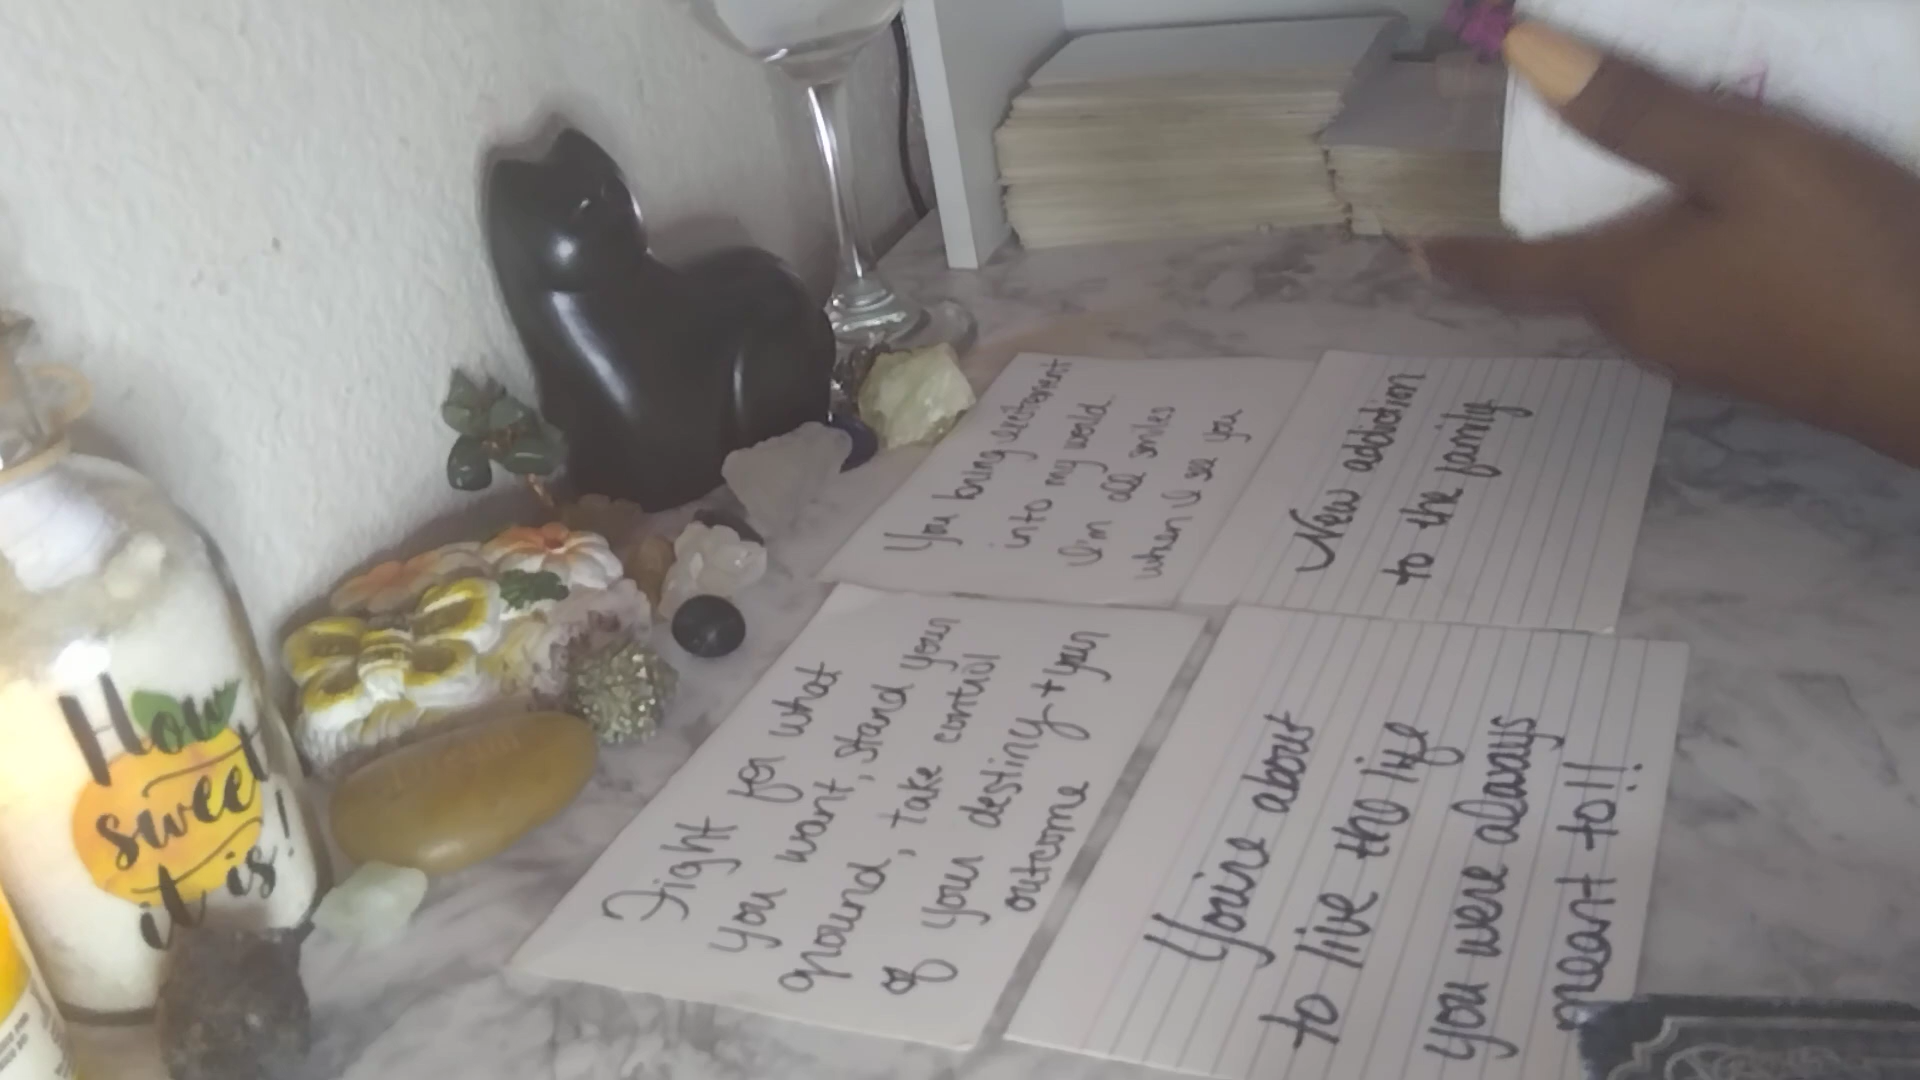 You bring excitement
into my world
I'm all smiles
when I see you
New addition
to the family
Fight for what
you want, stand your
ground, take control
of your destiny + your
outcome
You're about
to live the life
you were always
meant to!!
How
sweet
it is!